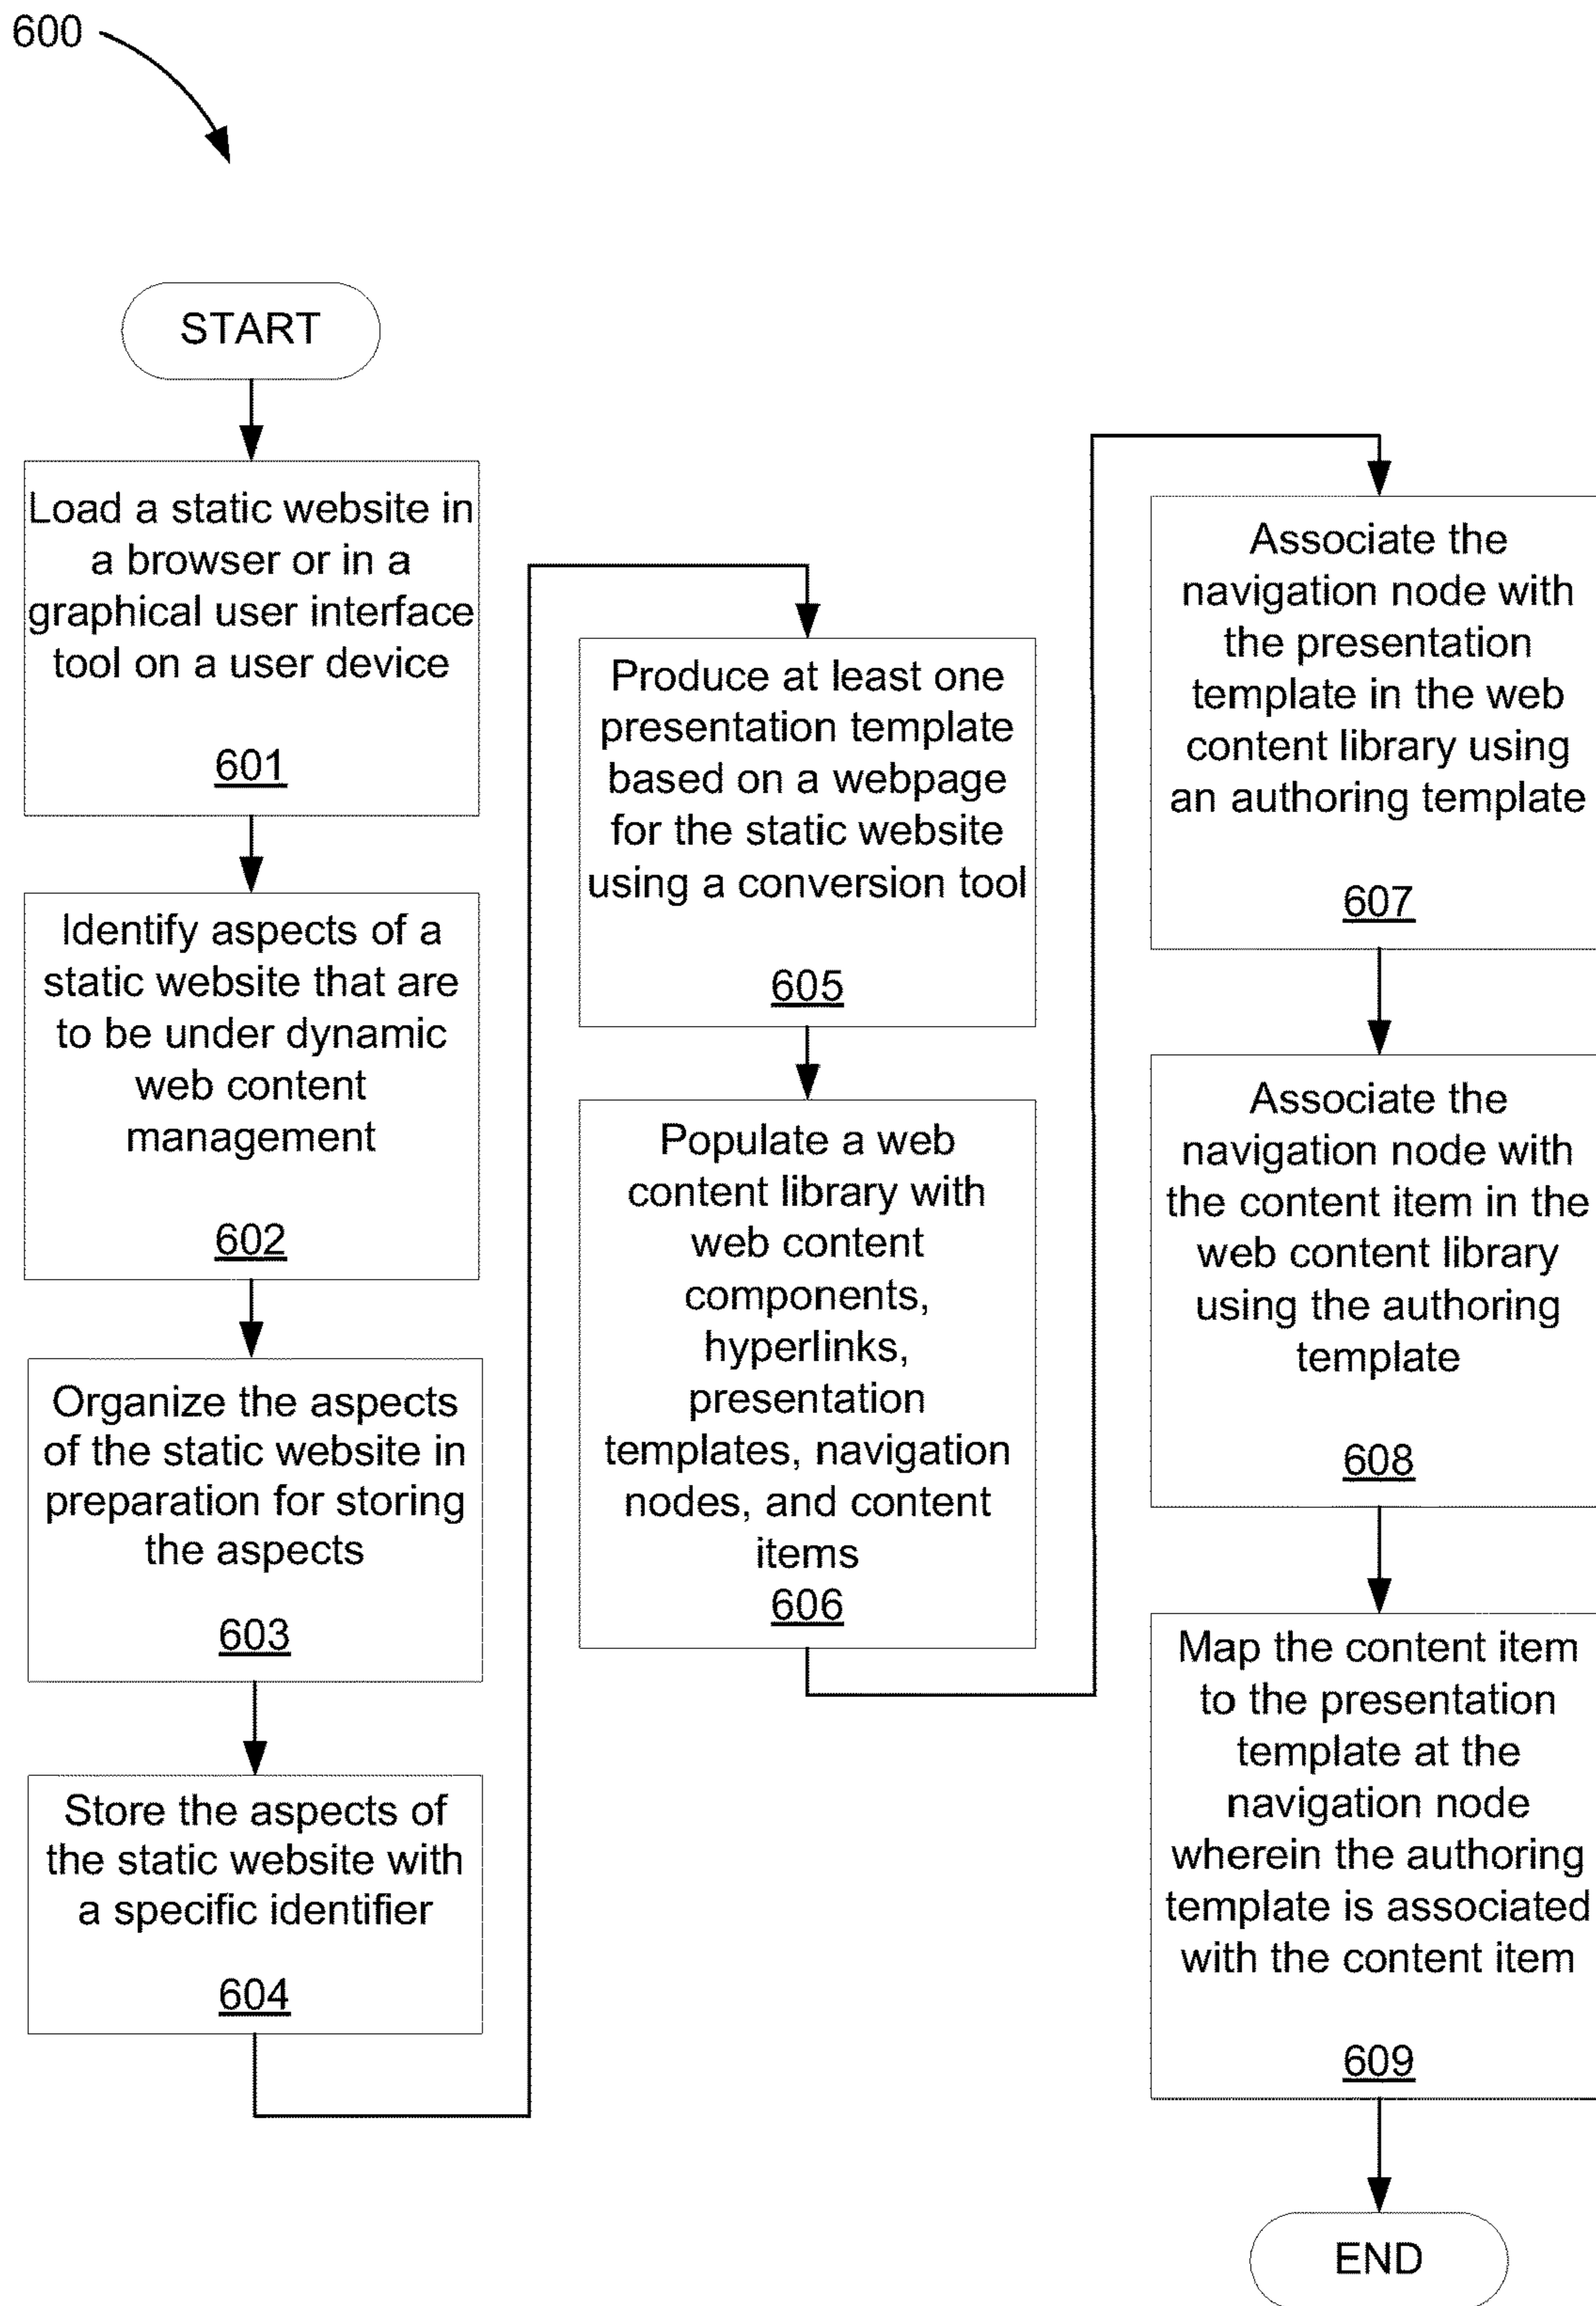 600
START
Load a static website in
a browser or in a
graphical user interface
tool on a user device
601
Identify aspects of a
static website that are
to be under dynamic
web content
management
602
Organize the aspects
of the static website in
preparation for storing
the aspects
603
Store the aspects of
the static website with
a specific identifier
604
Produce at least one
presentation template
based on a webpage
for the static website
using a conversion tool
605
Populate a web
content library with
web content
components,
hyperlinks,
presentation
templates, navigation
nodes, and content
items
606
Associate the
navigation node with
the presentation
template in the web
content library using
an authoring template
607
Associate the
navigation node with
the content item in the
web content library
using the authoring
template
608
Map the content item
to the presentation
template at the
navigation node
wherein the authoring
template is associated
with the content item
609
END